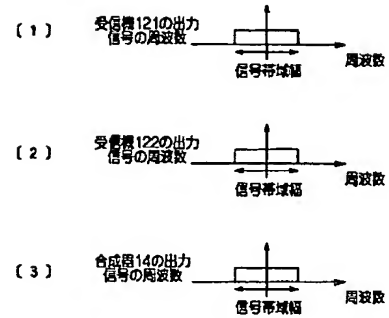 (1)
受信機121の出力
信号の周波数
信号帯域幅
周波数
(2)
受信機122の出力
信号の周波数
信号帯域幅
周波数
(3)
合成器14の出力
信号の周波数
信号帯域幅
周波数